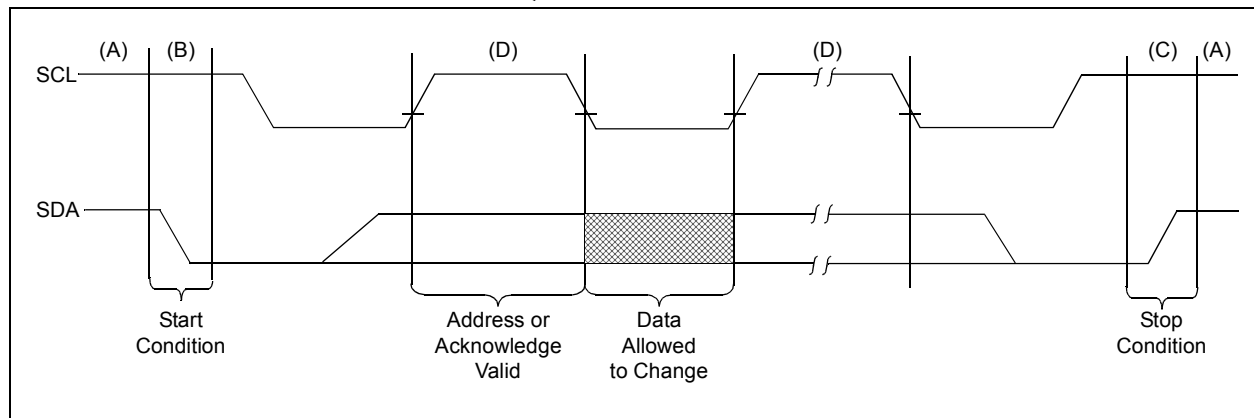 (A) (B) (D) (D) (C) (A)
SCL
SDA
Start
Condition
Address or
Acknowledge
Valid
Data
Allowed
to Change
Stop
Condition